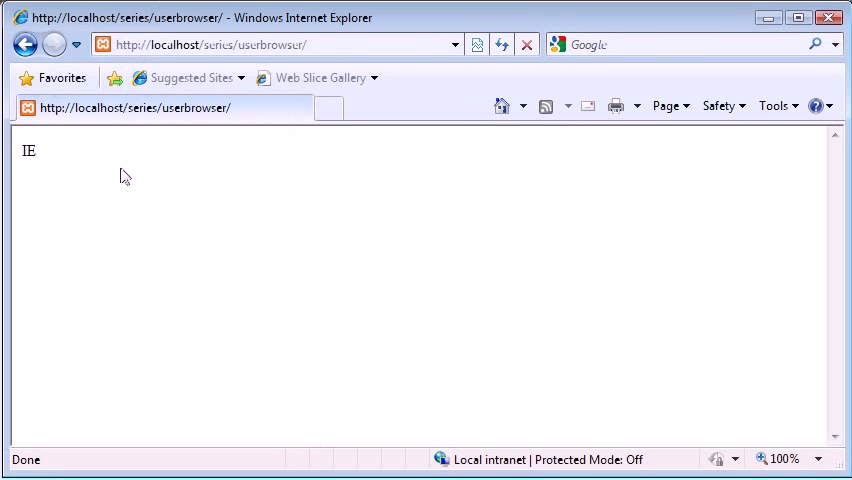 http://localhost/series/userbrowser/ - Windows Internet Explorer
http://localhost/series/userbrowser/
Google
Favorites
Suggested Sites
Web Slice Gallery
http://localhost/series/userbrowser/
Page
Safety
Tools
IE
Done
Local intranet | Protected Mode: Off
100%